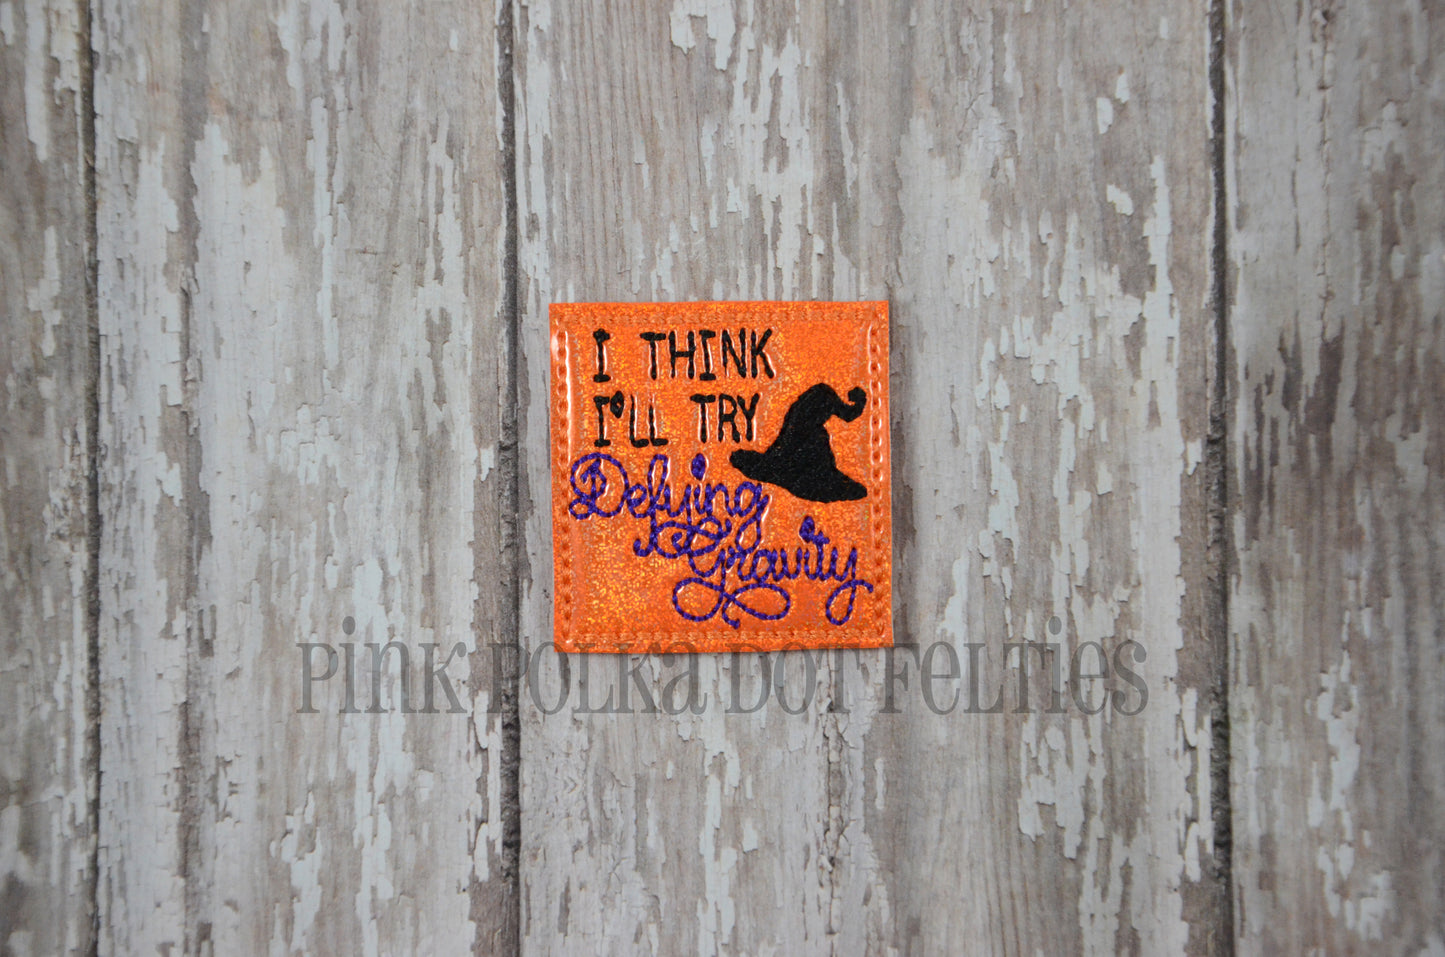 I THINK
I'LL TRY
Defying
Gravity
Pink Polka Dot Felties